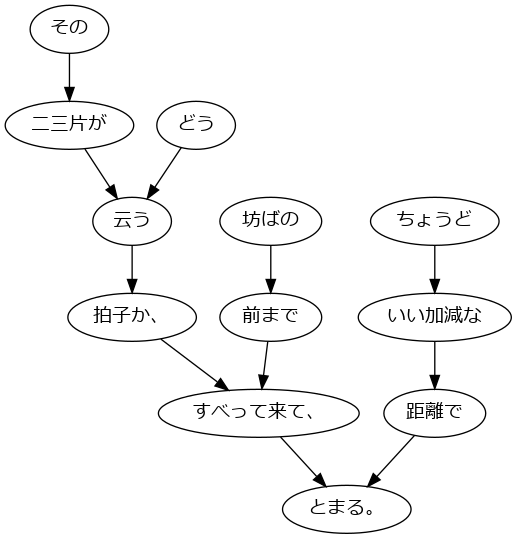 その
二三片が
どう
云う
坊ばの
ちょうど
拍子か、
前まで
いい加減な
すべって来て、
距離で
とまる。